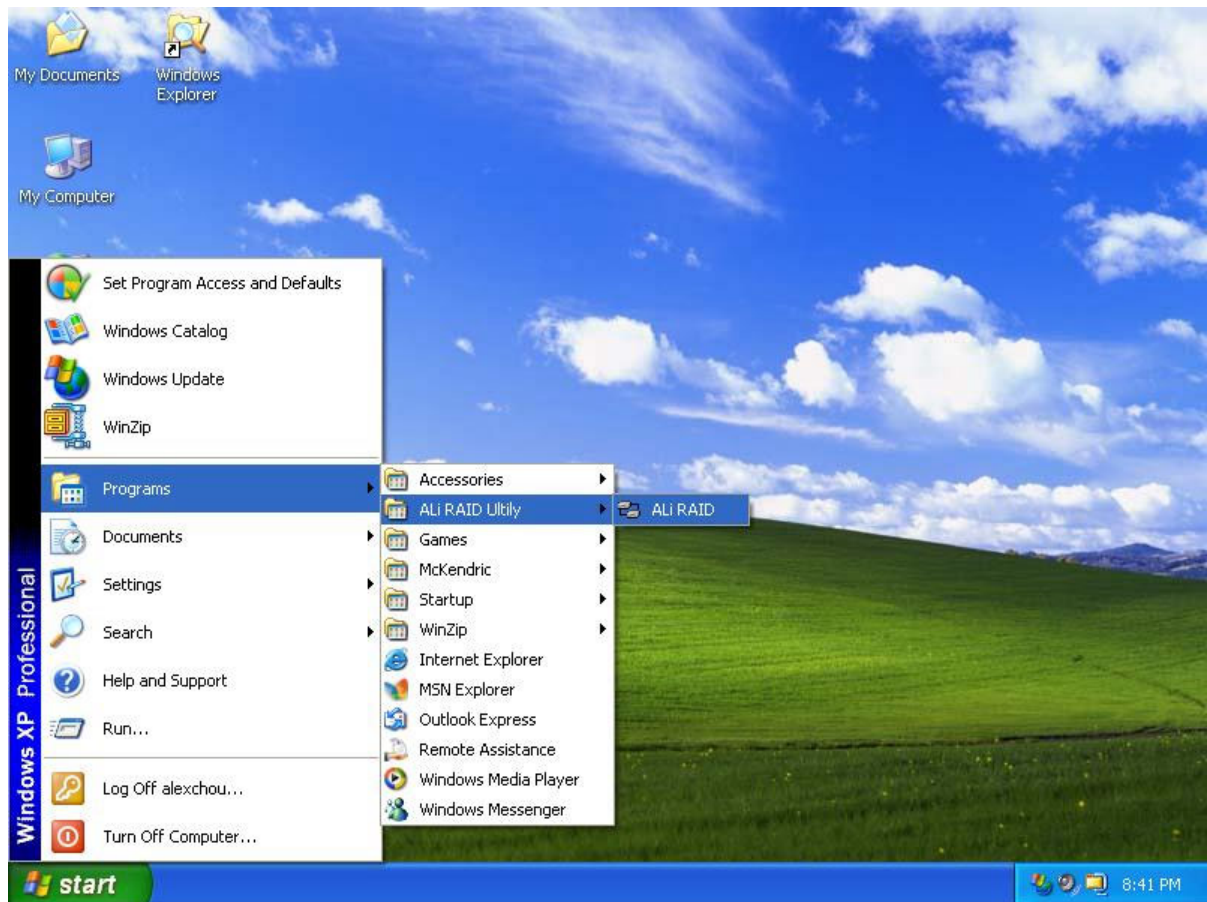 My Documents
Windows
Explorer
My Computer
Set Program Access and Defaults
Windows Catalog
Windows Update
WinZip
Programs
Documents
Settings
Search
Help and Support
Run...
Log Off alexchou...
Turn Off Computer...
Windows XP Professional
Accessories
ALi RAID Ultily
Games
McKendric
Startup
WinZip
Internet Explorer
MSN Explorer
Outlook Express
Remote Assistance
Windows Media Player
Windows Messenger
ALi RAID
start
8:41 PM